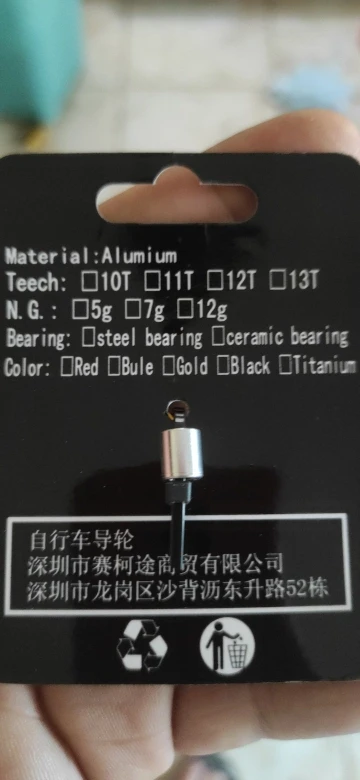 Material:Alumium
Teech: □10T □11T □12T □13T
N.G.: □5g □7g □12g
Bearing: □steel bearing □ceramic bearing
Color: □Red □Bule □Gold □Black □Titanium
自行车导轮
深圳市赛柯途商贸有限公司
深圳市龙岗区沙背沥东升路52栋